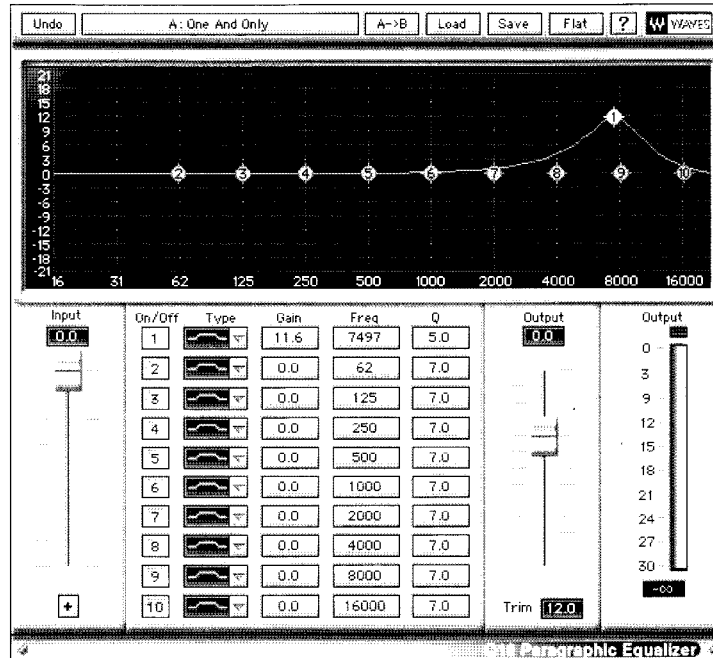 Undo A: One And Only A->B Load Save Flat ? WAVES
21
18
15
12
9
6
3
0
-3
-6
-9
-12
-15
-18
-21
1
2 3 4 5 6 7 8 9 10
16 31 62 125 250 500 1000 2000 4000 8000 16000
Input On/Off Type Gain Freq Q Output Output
0.0 0.0
1 11.6 7497 5.0
2 0.0 62 7.0
3 0.0 125 7.0
4 0.0 250 7.0
5 0.0 500 7.0
6 0.0 1000 7.0
7 0.0 2000 7.0
8 0.0 4000 7.0
9 0.0 8000 7.0
10 0.0 16000 7.0
0
3
9
12
15
18
21
24
27
30
-∞
+
Trim 12.0
Paragraphic Equalizer